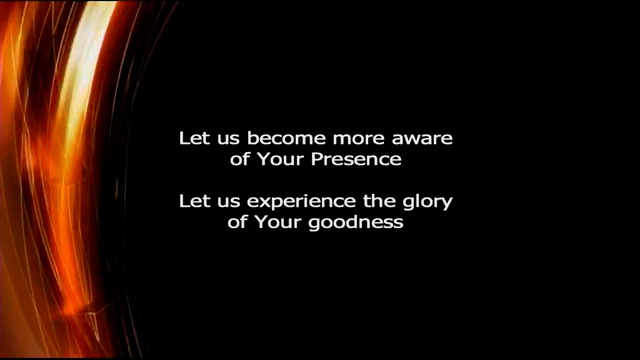 Let us become more aware
of Your Presence
Let us experience the glory
of Your goodness